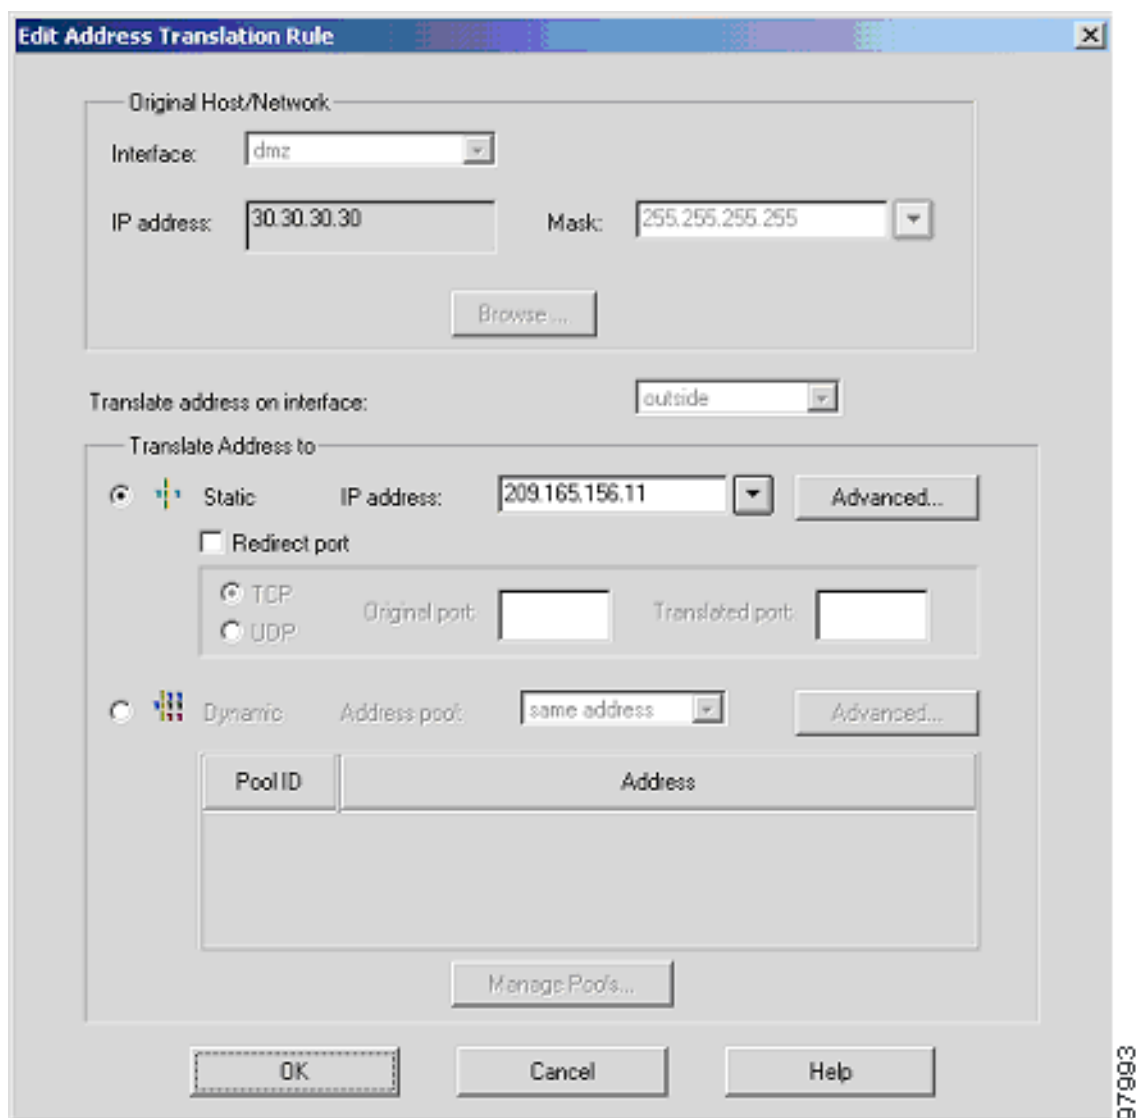 Edit Address Translation Rule
Original Host/Network
Interface: dmz
IP address: 30.30.30.30 Mask: 255.255.255.255
Browse ...
Translate address on interface: outside
Translate Address to
Static IP address: 209.165.156.11 Advanced...
Redirect port
TCP
Original port: Translated port:
UDP
Dynamic Address pool: same address Advanced...
Pool ID Address
Manage Pools...
OK Cancel Help
97993